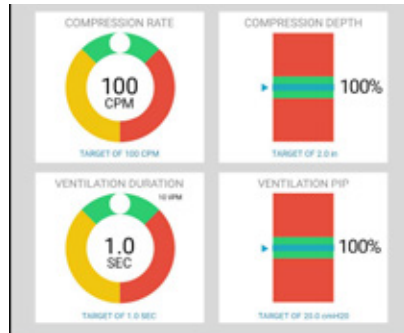 COMPRESSION RATE
100
CPM
TARGET OF 100 CPM
COMPRESSION DEPTH
100%
TARGET OF 2.0 in
VENTILATION DURATION
10 VPM
1.0
SEC
TARGET OF 1.0 SEC
VENTILATION PIP
100%
TARGET OF 20.0 cmH20